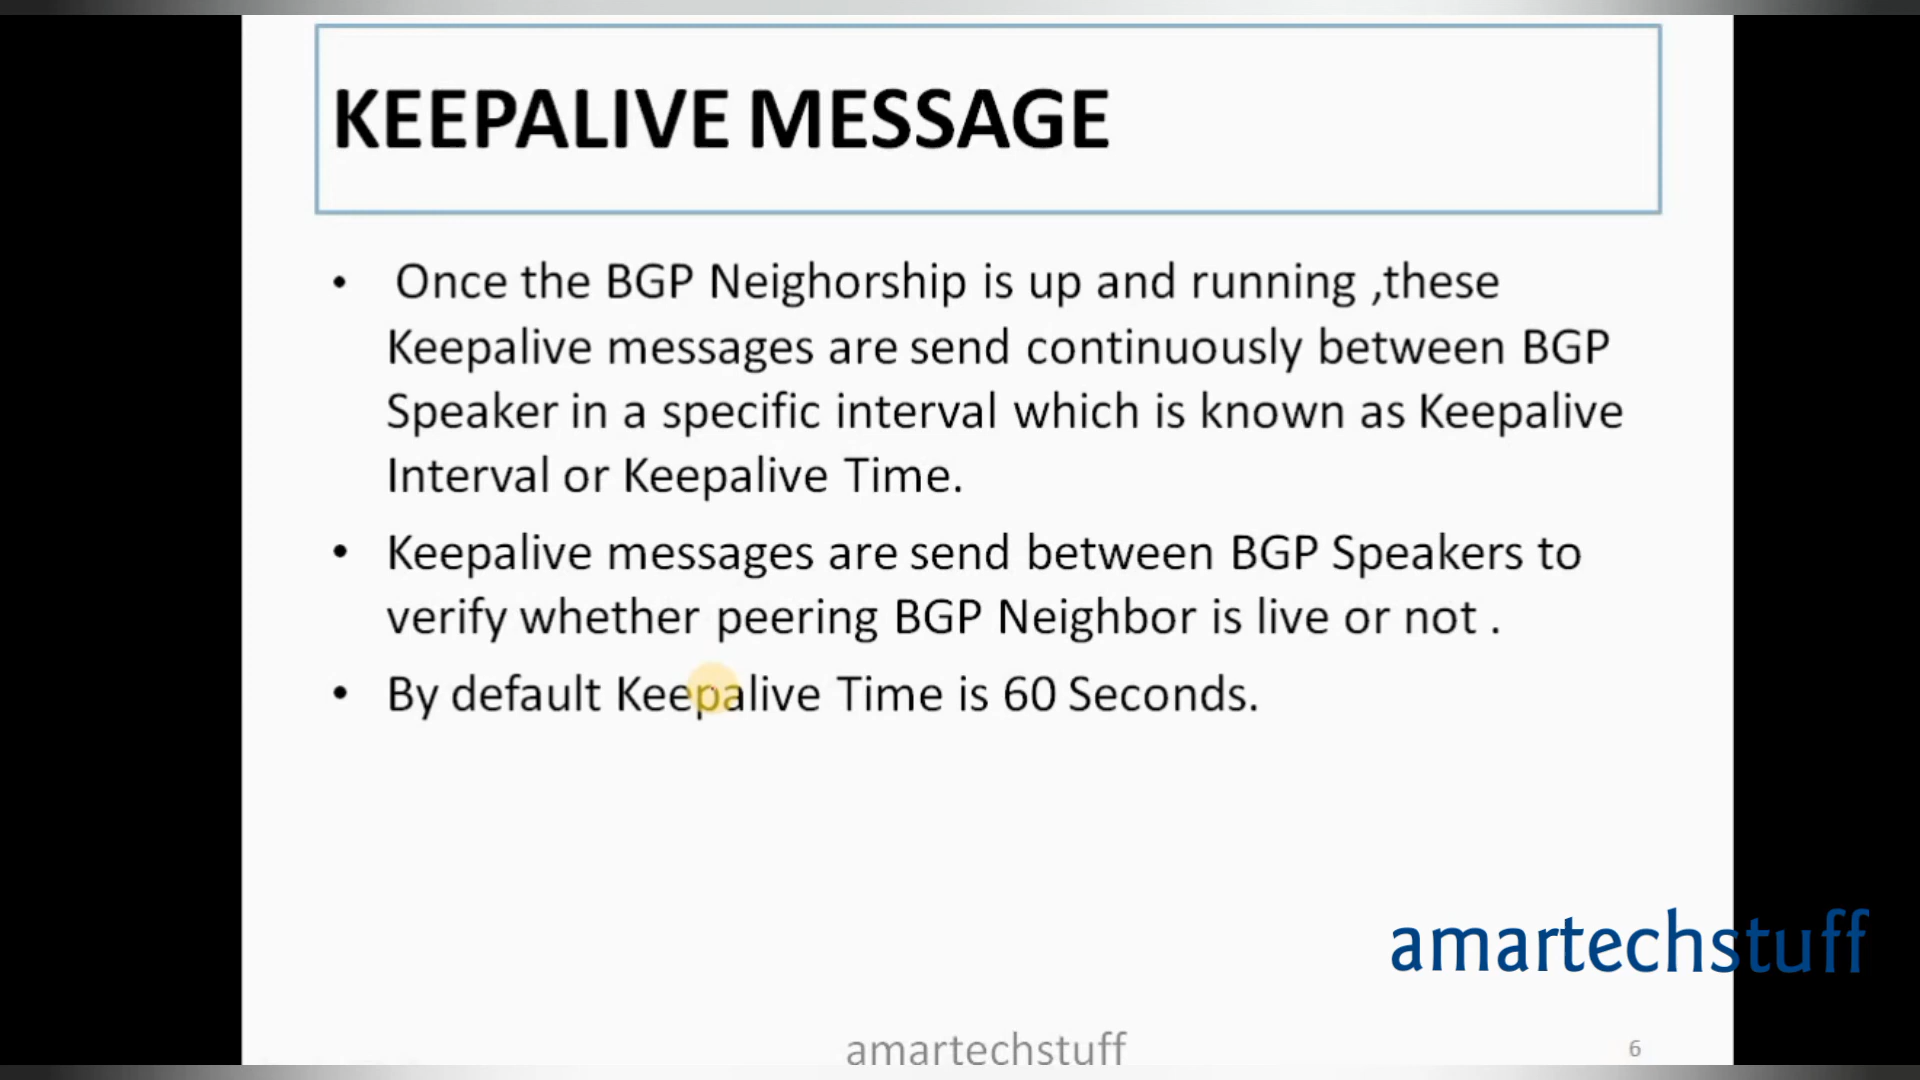 KEEPALIVE MESSAGE
• Once the BGP Neighorship is up and running ,these
Keepalive messages are send continuously between BGP
Speaker in a specific interval which is known as Keepalive
Interval or Keepalive Time.
• Keepalive messages are send between BGP Speakers to
verify whether peering BGP Neighbor is live or not .
• By default Keepalive Time is 60 Seconds.
amartechstuff
amartechstuff
6